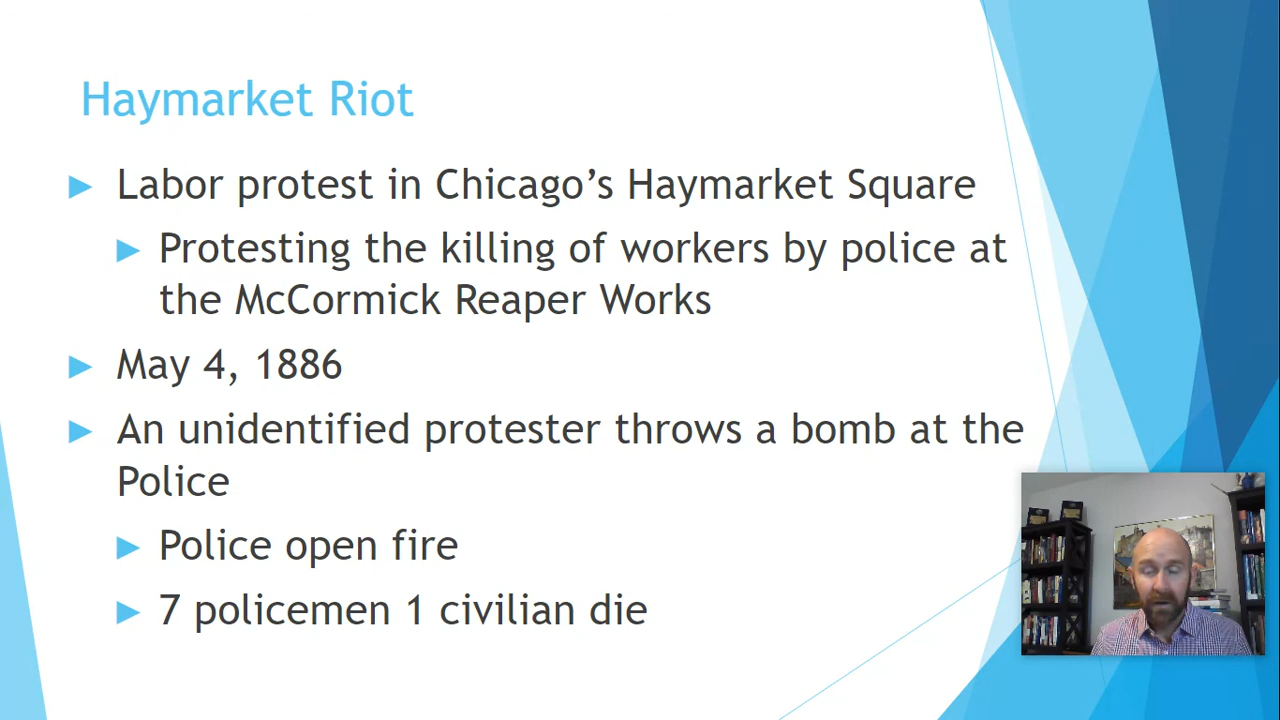 Haymarket Riot
Labor protest in Chicago’s Haymarket Square
Protesting the killing of workers by police at
the McCormick Reaper Works
May 4, 1886
An unidentified protester throws a bomb at the
Police
Police open fire
7 policemen 1 civilian die